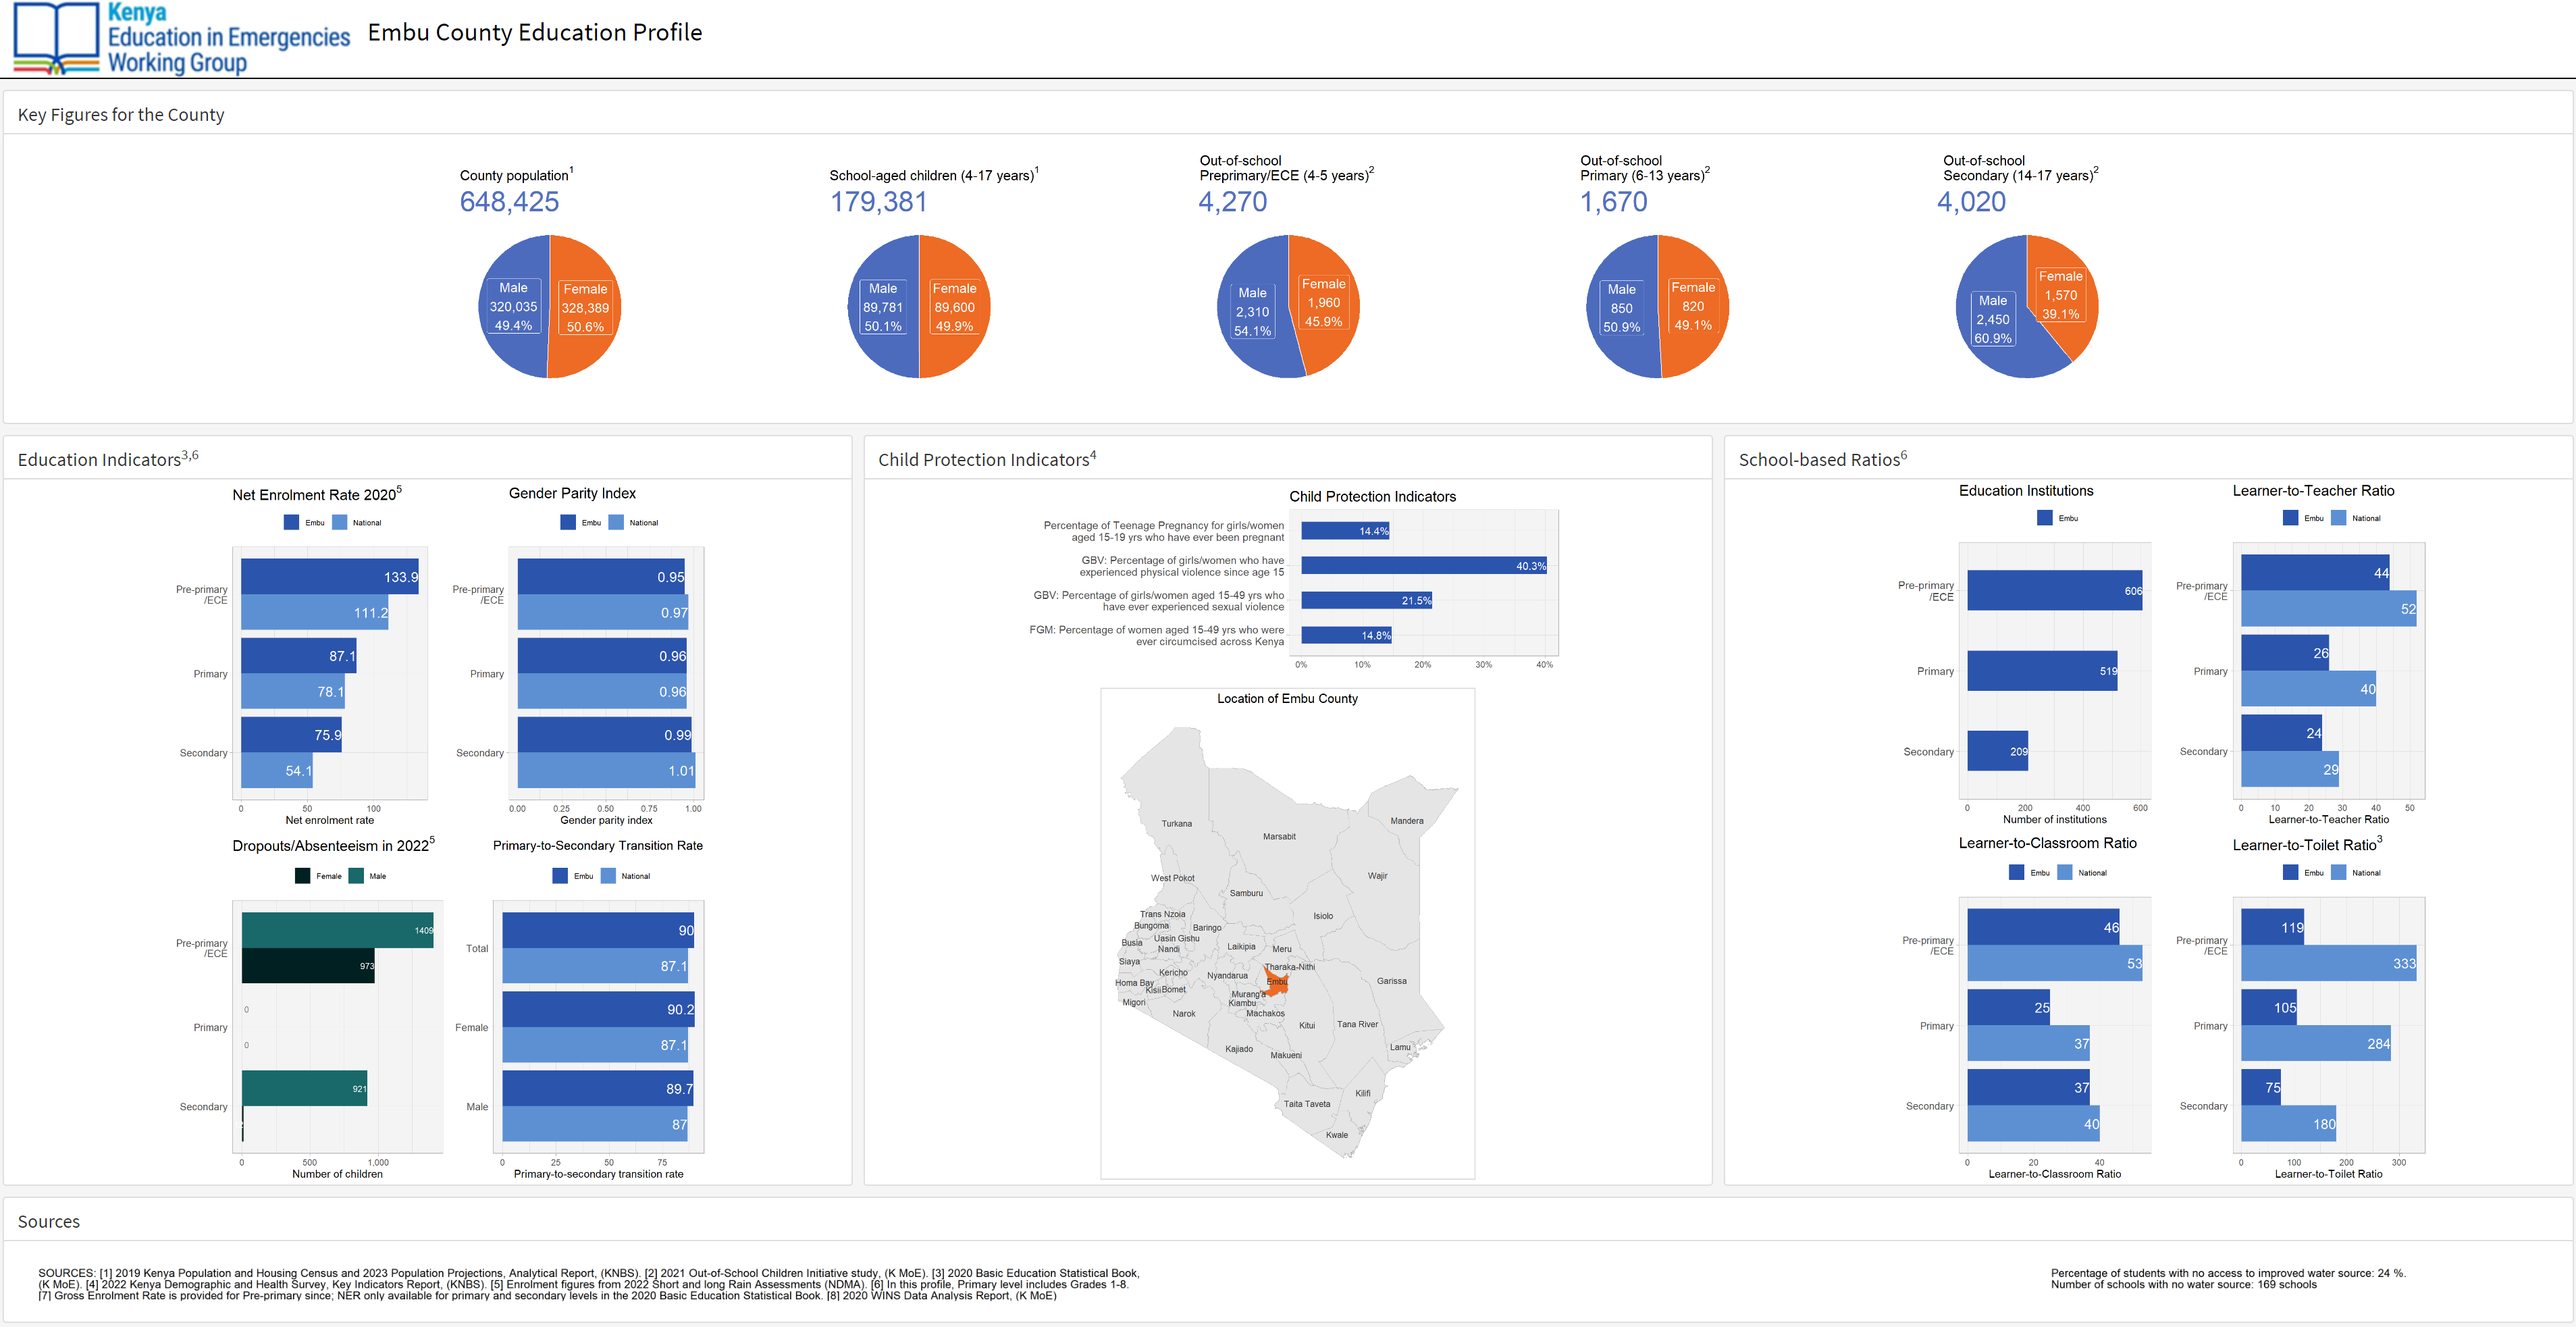 Kenya
Education in Emergencies
Working Group
Embu County Education Profile
Key Figures for the County
County population1
648,425
Male
320,035
49.4%
Female
328,389
50.6%
School-aged children (4-17 years)1
179,381
Male
89,781
50.1%
Female
89,600
49.9%
Out-of-school
Preprimary/ECE (4-5 years)2
4,270
Male
2,310
54.1%
Female
1,960
45.9%
Out-of-school
Primary (6-13 years)2
1,670
Male
850
50.9%
Female
820
49.1%
Out-of-school
Secondary (14-17 years)2
4,020
Male
2,450
60.9%
Female
1,570
39.1%
Education Indicators3,6
Net Enrolment Rate 20205
Embu National
Pre-primary
/ECE
133.9
111.2
Primary
87.1
78.1
Secondary
75.9
54.1
0 50 100
Net enrolment rate
Gender Parity Index
Embu National
Pre-primary
/ECE
0.95
0.97
Primary
0.96
0.96
Secondary
0.99
1.01
0.00 0.25 0.50 0.75 1.00
Gender parity index
Dropouts/Absenteeism in 20225
Female Male
Pre-primary
/ECE
1409
973
Primary
0
0
Secondary
921
0 500 1,000
Number of children
Primary-to-Secondary Transition Rate
Embu National
Total
90
87.1
Female
90.2
87.1
Male
89.7
87
0 25 50 75
Primary-to-secondary transition rate
Child Protection Indicators4
Child Protection Indicators
Percentage of Teenage Pregnancy for girls/women
aged 15-19 yrs who have ever been pregnant
14.4%
GBV: Percentage of girls/women who have
experienced physical violence since age 15
40.3%
GBV: Percentage of girls/women aged 15-49 yrs who
have ever experienced sexual violence
21.5%
FGM: Percentage of women aged 15-49 yrs who were
ever circumcised across Kenya
14.8%
0% 10% 20% 30% 40%
Location of Embu County
Turkana
Marsabit
Mandera
West Pokot
Samburu
Wajir
Trans Nzoia
Bungoma
Baringo
Isiolo
Busia
Uasin Gishu
Nandi
Laikipia
Meru
Siaya
Kericho
Nyandarua
Tharaka-Nithi
Homa Bay
Kisii
Bomet
Embu
Garissa
Migori
Murang'a
Kiambu
Narok
Machakos
Kitui
Tana River
Kajiado
Makueni
Lamu
Kilifi
Taita Taveta
Kwale
School-based Ratios6
Education Institutions
Embu
Pre-primary
/ECE
606
Primary
519
Secondary
209
0 200 400 600
Number of institutions
Learner-to-Teacher Ratio
Embu National
Pre-primary
/ECE
44
52
Primary
26
40
Secondary
24
29
0 10 20 30 40 50
Learner-to-Teacher Ratio
Learner-to-Classroom Ratio
Embu National
Pre-primary
/ECE
46
53
Primary
25
37
Secondary
37
40
0 20 40
Learner-to-Classroom Ratio
Learner-to-Toilet Ratio3
Embu National
Pre-primary
/ECE
119
333
Primary
105
284
Secondary
75
180
0 100 200 300
Learner-to-Toilet Ratio
Sources
SOURCES: [1] 2019 Kenya Population and Housing Census and 2023 Population Projections, Analytical Report, (KNBS). [2] 2021 Out-of-School Children Initiative study, (K MoE). [3] 2020 Basic Education Statistical Book,
(K MoE). [4] 2022 Kenya Demographic and Health Survey, Key Indicators Report, (KNBS). [5] Enrolment figures from 2022 Short and long Rain Assessments (NDMA). [6] In this profile, Primary level includes Grades 1-8.
[7] Gross Enrolment Rate is provided for Pre-primary since; NER only available for primary and secondary levels in the 2020 Basic Education Statistical Book. [8] 2020 WINS Data Analysis Report, (K MoE)
Percentage of students with no access to improved water source: 24 %.
Number of schools with no water source: 169 schools